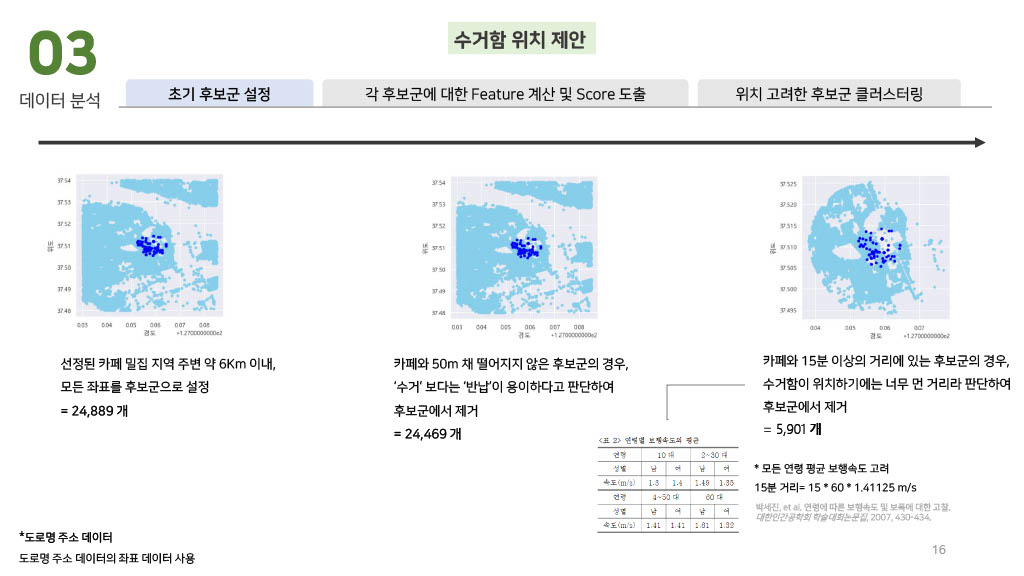 03
데이터 분석
수거함 위치 제안
초기 후보군 설정
각 후보군에 대한 Feature 계산 및 Score 도출
위치 고려한 후보군 클러스터링
37.54
37.53
37.52
37.51
37.50
37.49
37.48
위도
0.03 0.04 0.05 0.06 0.07 0.08
경도
+1.2700000000e2
37.54
37.53
37.52
37.51
37.50
37.49
37.48
위도
0.03 0.04 0.05 0.06 0.07 0.08
경도
+1.2700000000e2
37.525
37.520
37.515
37.510
37.505
37.500
37.495
위도
0.04 0.05 0.06 0.07
경도
+1.2700000000e2
선정된 카페 밀집 지역 주변 약 6Km 이내,
모든 좌표를 후보군으로 설정
= 24,889 개
카페와 50m 채 떨어지지 않은 후보군의 경우,
‘수거’ 보다는 ‘반납’이 용이하다고 판단하여
후보군에서 제거
= 24,469 개
카페와 15분 이상의 거리에 있는 후보군의 경우,
수거함이 위치하기에는 너무 먼 거리라 판단하여
후보군에서 제거
= 5,901 개
<표 2> 연령별 보행속도의 평균
연령 10 대 2~30 대
성별 남 여 남 여
속도(m/s) 1.3 1.4 1.49 1.35
연령 4~50 대 60 대
성별 남 여 남 여
속도(m/s) 1.41 1.41 1.61 1.32
* 모든 연령 평균 보행속도 고려
15분 거리= 15 * 60 * 1.41125 m/s
박세진, et al. 연령에 따른 보행속도 및 보폭에 대한 고찰.
대한인간공학회 학술대회논문집, 2007, 430-434.
*도로명 주소 데이터
도로명 주소 데이터의 좌표 데이터 사용
16